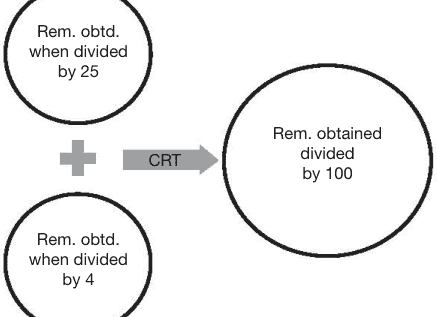 Rem. obtd.
when divided
by 25
CRT
Rem. obtained
divided
by 100
Rem. obtd.
when divided
by 4